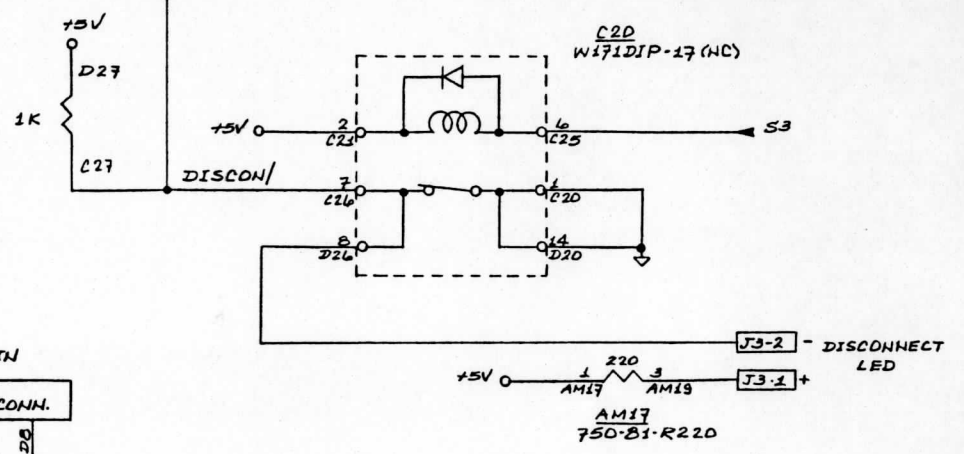 +5V
D27
1K
C27
DISCON/
C20
W171DIP-17 (NC)
+5V
2
C23
6
C25
S3
7
C26
1
C20
8
D26
14
D20
J3-2
-
DISCONNECT
LED
+5V
1
AM17
220
3
AM19
J3-1
+
AM17
750-81-R220
IN
CONN.
D8